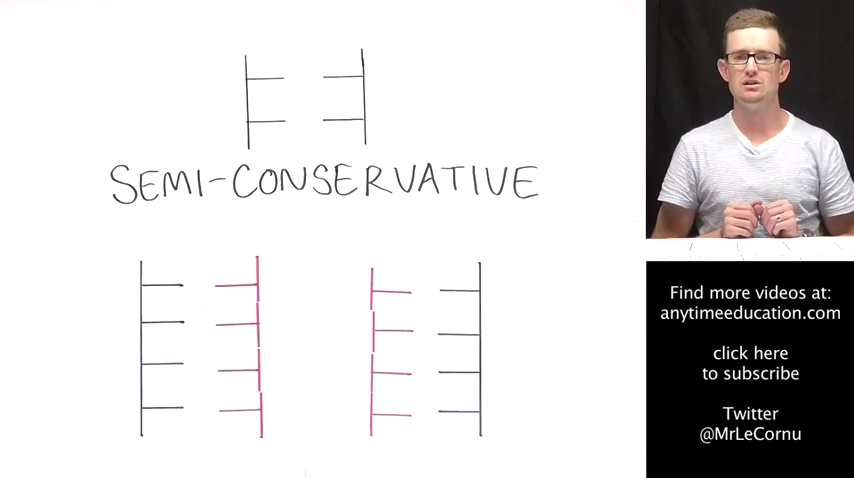 SEMI-CONSERVATIVE
Find more videos at:
anytimeeducation.com
click here
to subscribe
Twitter
@MrLeCornu